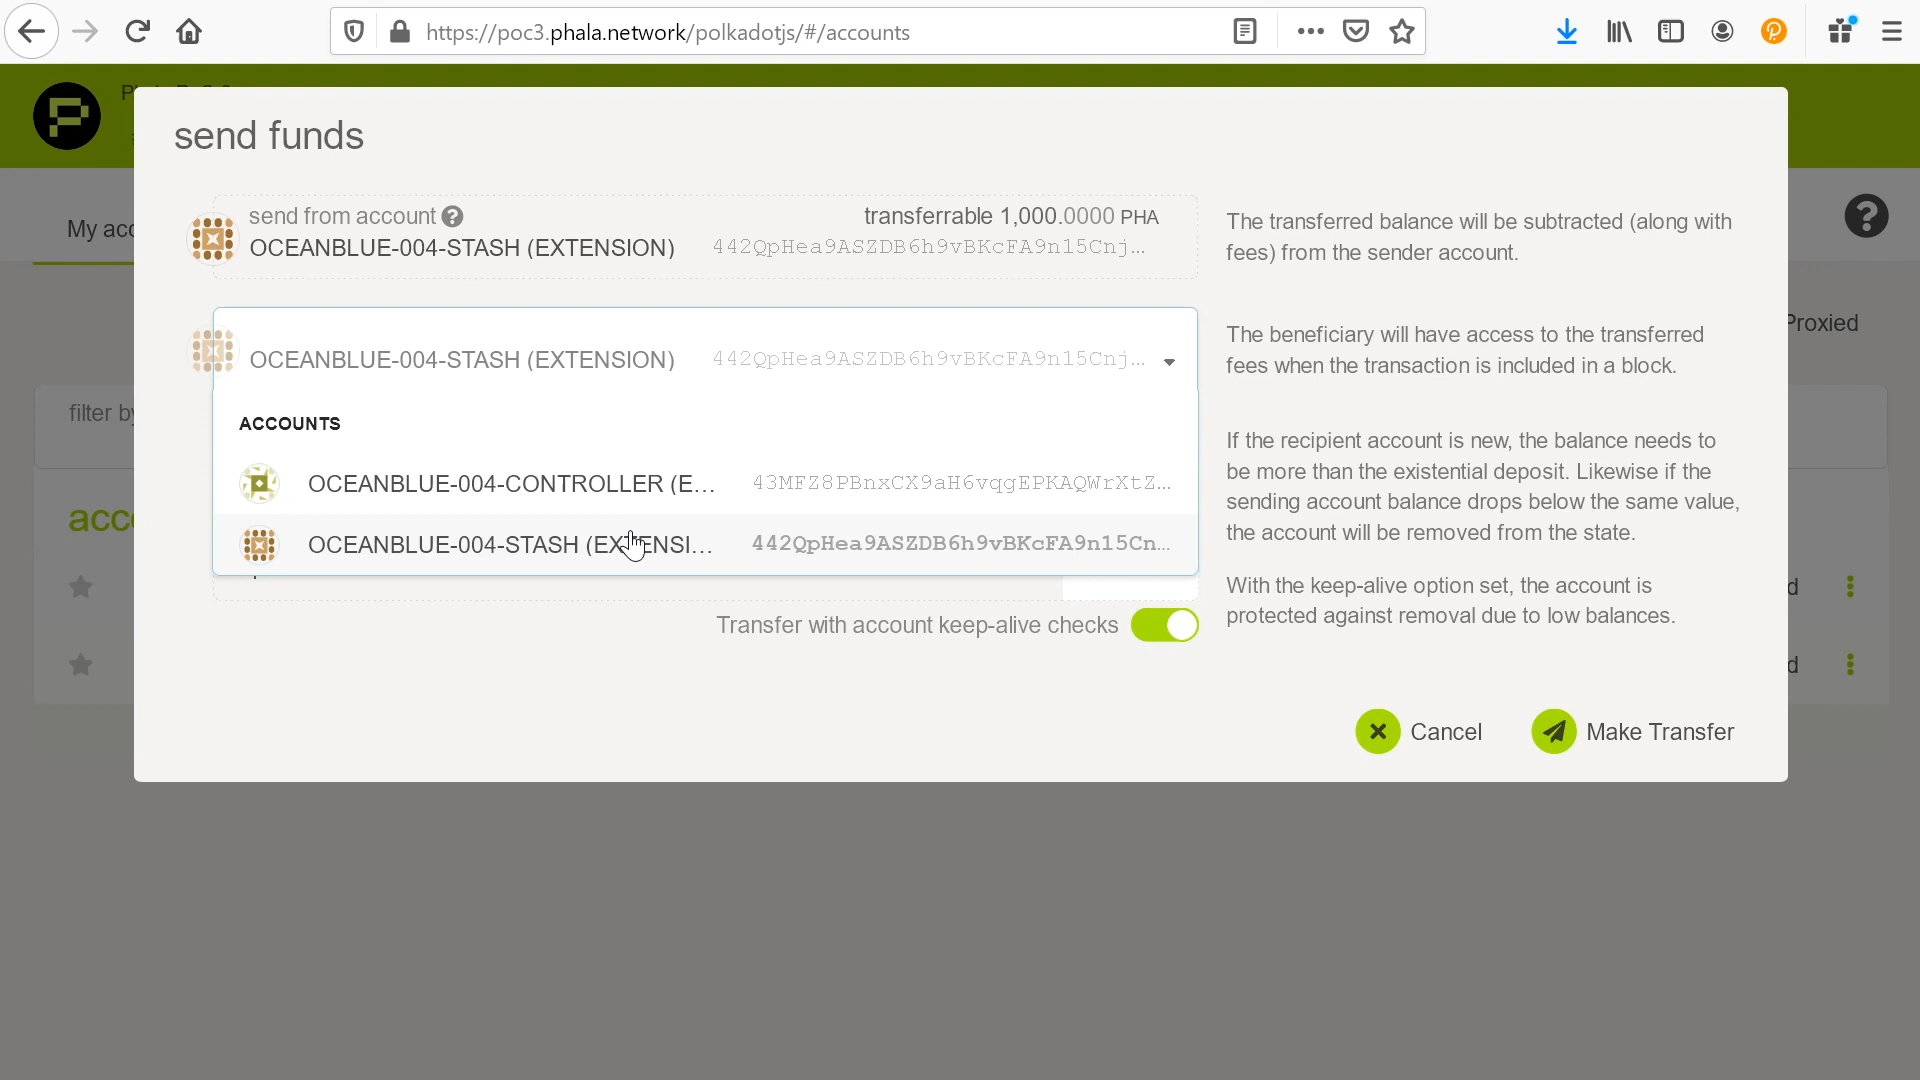 https://poc3.phala.network/polkadotjs/#/accounts
send funds
send from account
transferrable 1,000.0000 PHA
OCEANBLUE-004-STASH (EXTENSION) 442QpHea9ASZDB6h9vBKcFA9n15Cnj...
The transferred balance will be subtracted (along with
fees) from the sender account.
My acc
OCEANBLUE-004-STASH (EXTENSION) 442QpHea9ASZDB6h9vBKcFA9n15Cnj...
The beneficiary will have access to the transferred
fees when the transaction is included in a block.
Proxied
filter by
ACCOUNTS
OCEANBLUE-004-CONTROLLER (E... 43MFZ8PBnxCX9aH6vqgEPKAQWrXtZ...
OCEANBLUE-004-STASH (EXTENSI... 442QpHea9ASZDB6h9vBKcFA9n15Cn...
If the recipient account is new, the balance needs to
be more than the existential deposit. Likewise if the
sending account balance drops below the same value,
the account will be removed from the state.
acco
With the keep-alive option set, the account is
protected against removal due to low balances.
Transfer with account keep-alive checks
d
d
Cancel
Make Transfer